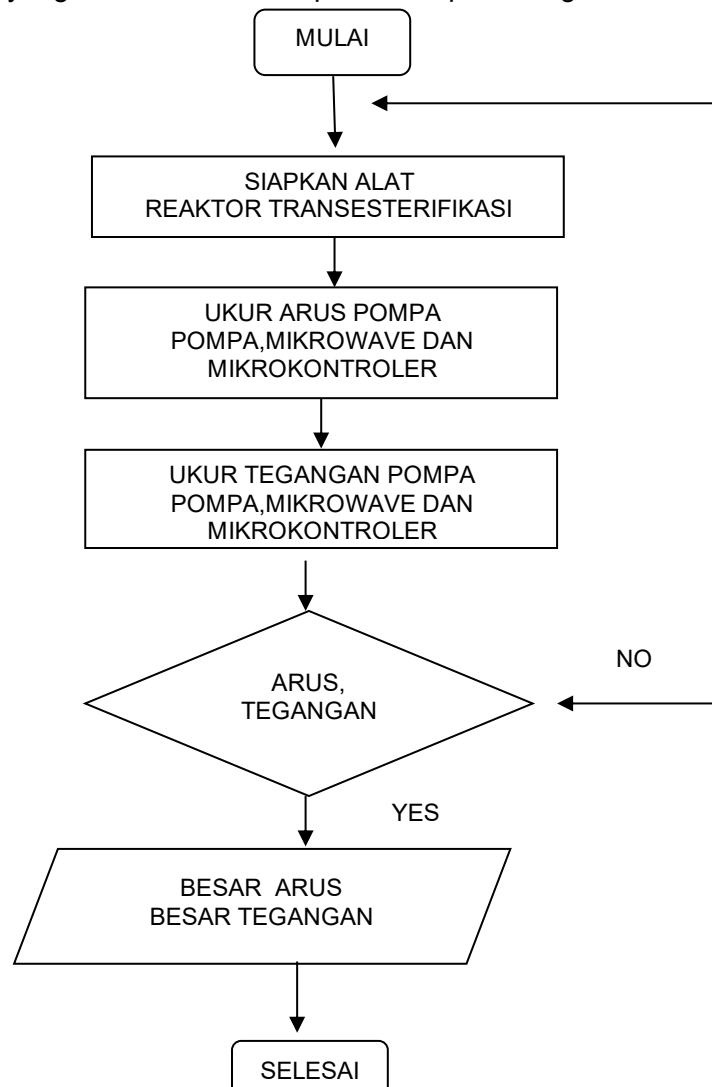 MULAI
SIAPKAN ALAT
REAKTOR TRANSESTERIFIKASI
UKUR ARUS POMPA
POMPA,MIKROWAVE DAN
MIKROKONTROLER
UKUR TEGANGAN POMPA
POMPA,MIKROWAVE DAN
MIKROKONTROLER
ARUS,
TEGANGAN
NO
YES
BESAR ARUS
BESAR TEGANGAN
SELESAI